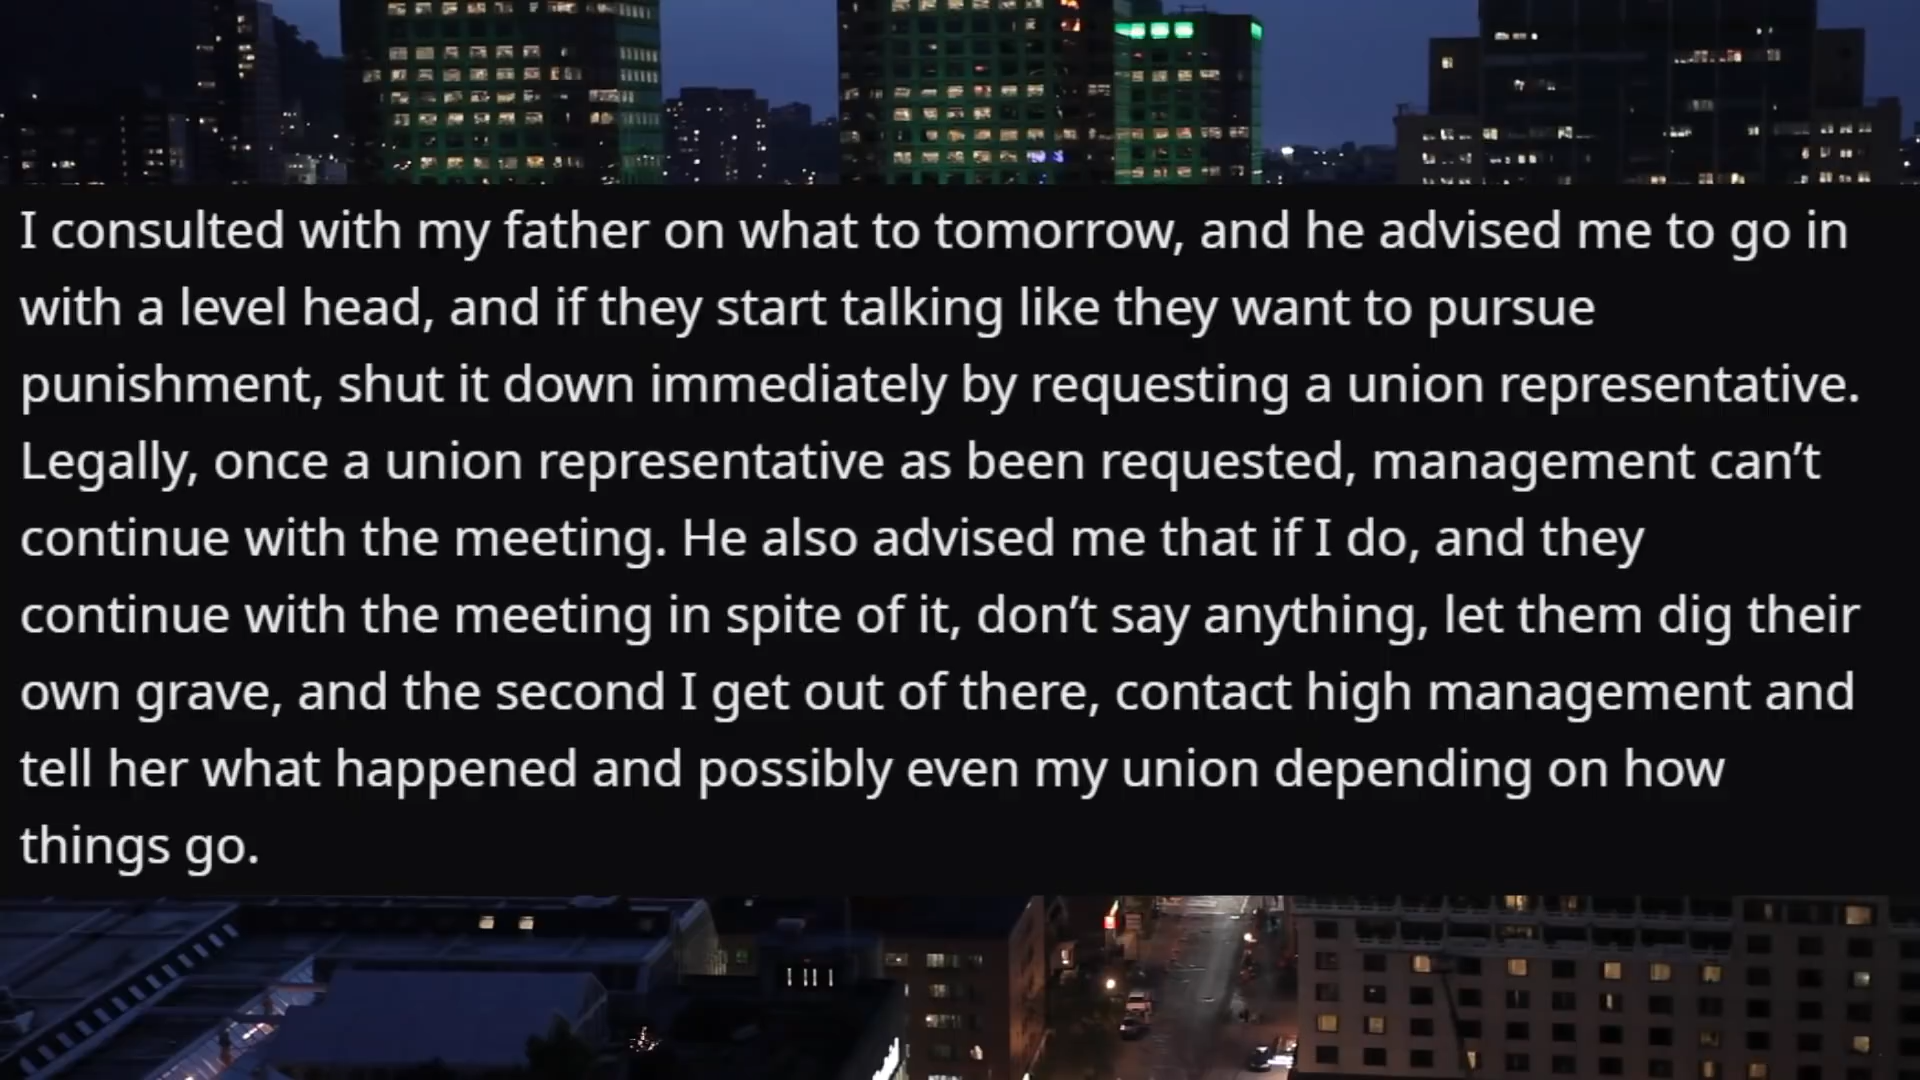 I consulted with my father on what to tomorrow, and he advised me to go in
with a level head, and if they start talking like they want to pursue
punishment, shut it down immediately by requesting a union representative.
Legally, once a union representative as been requested, management can’t
continue with the meeting. He also advised me that if I do, and they
continue with the meeting in spite of it, don’t say anything, let them dig their
own grave, and the second I get out of there, contact high management and
tell her what happened and possibly even my union depending on how
things go.